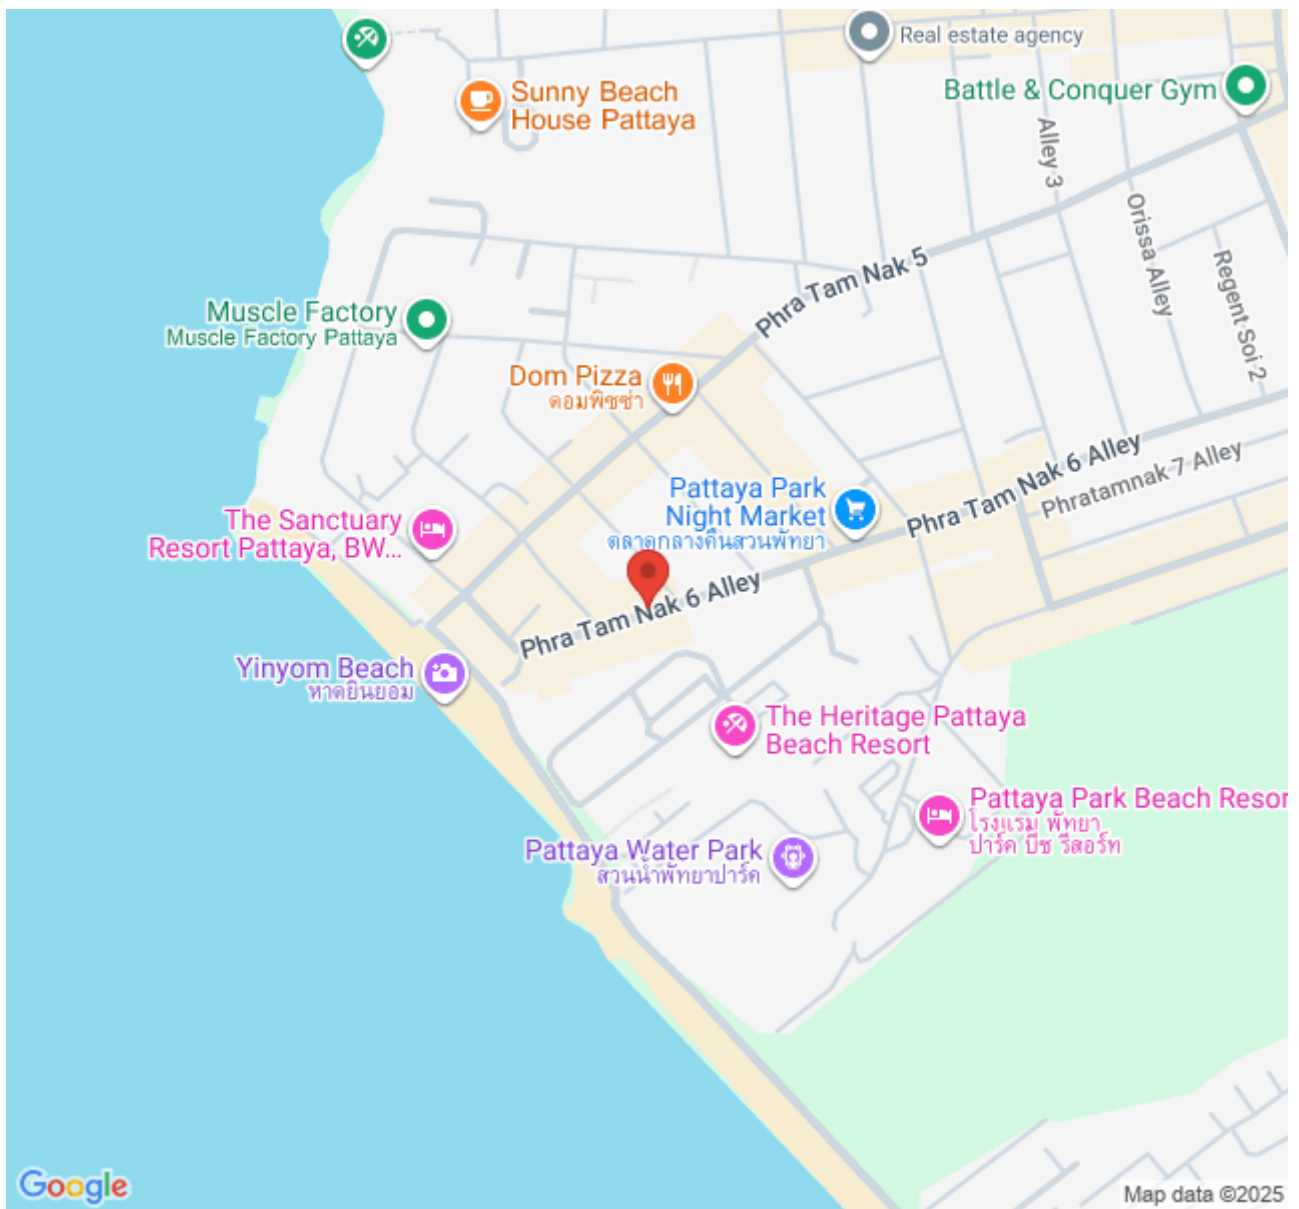 Real estate agency
Sunny Beach
House Pattaya
Battle & Conquer Gym
Alley 3
Orissa Alley
Regent Soi 2
Phra Tam Nak 5
Muscle Factory
Muscle Factory Pattaya
Dom Pizza
ดอมพิซซ่า
Phra Tam Nak 6 Alley
Phratamnak 7 Alley
Pattaya Park
Night Market
ตลาดกลางคืนสวนพัทยา
The Sanctuary
Resort Pattaya, BW...
Phra Tam Nak 6 Alley
Yinyom Beach
หาดยินยอม
The Heritage Pattaya
Beach Resort
Pattaya Park Beach Resor
โรงแรม พัทยา
ปาร์ค บีช รีสอร์ท
Pattaya Water Park
สวนน้ำพัทยาปาร์ค
Google
Map data ©2025